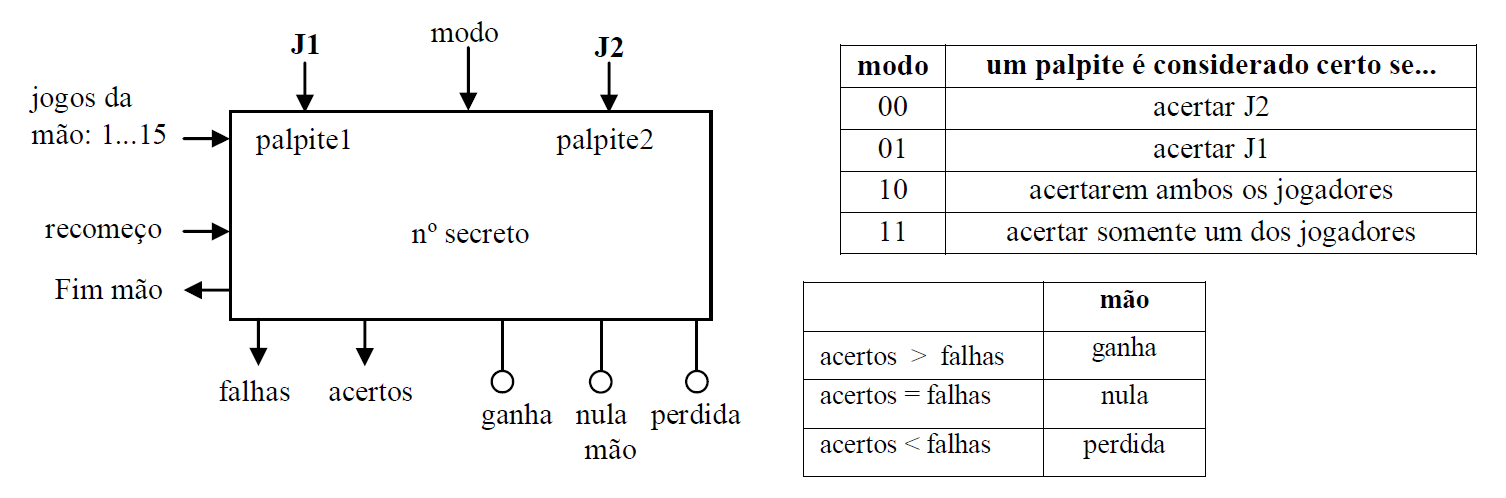 J1
modo
J2
jogos da
mão: 1...15
palpite1
palpite2
recomeço
nº secreto
Fim mão
falhas
acertos
ganha
nula
perdida
mão
modo um palpite é considerado certo se...
00 acertar J2
01 acertar J1
10 acertarem ambos os jogadores
11 acertar somente um dos jogadores
mão
acertos > falhas ganha
acertos = falhas nula
acertos < falhas perdida